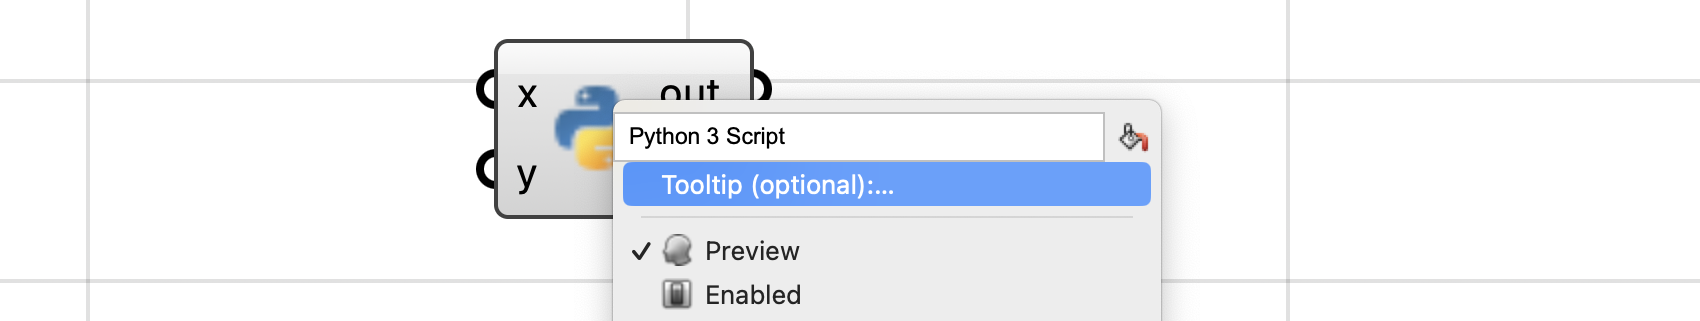 x
out
y
Python 3 Script
Tooltip (optional):...
Preview
Enabled